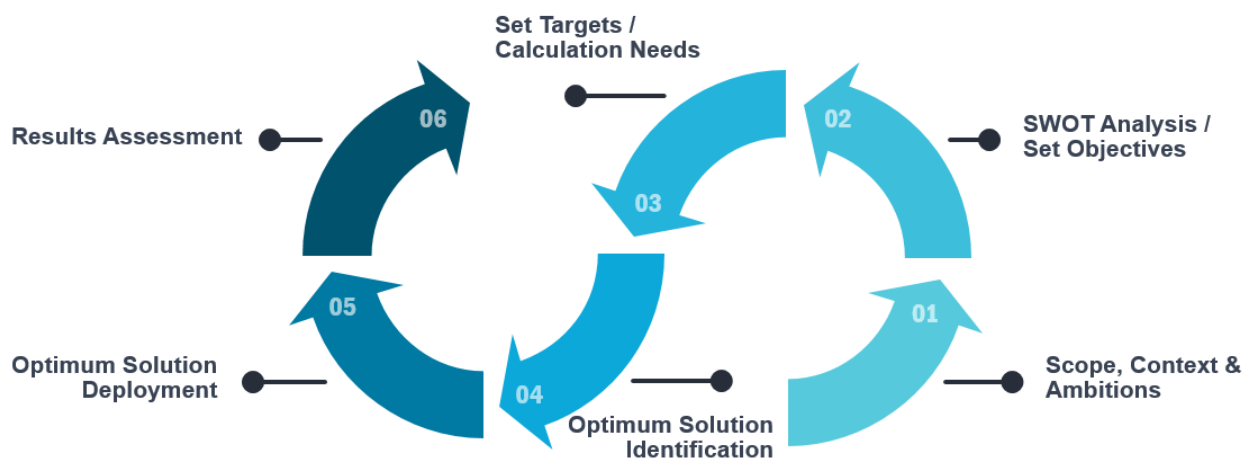 Set Targets /
Calculation Needs
06
02
Results Assessment
SWOT Analysis /
Set Objectives
03
05
01
Optimum Solution
Deployment
04
Scope, Context &
Ambitions
Optimum Solution
Identification